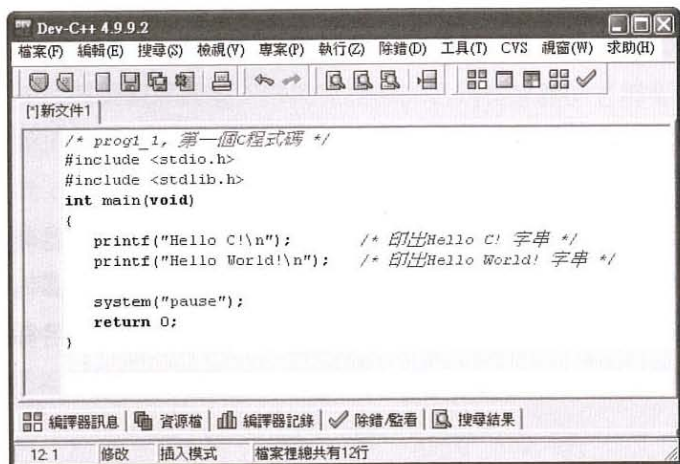 Dev-C++ 4.9.9.2
檔案(F) 編輯(E) 搜尋(S) 檢視(V) 專案(P) 執行(Z) 除錯(D) 工具(T) CVS 視窗(W) 求助(H)
[*]新文件1
/* prog1_1, 第一個C程式碼 */
#include <stdio.h>
#include <stdlib.h>
int main(void)
{
   printf("Hello C!\n");       /* 印出Hello C! 字串 */
   printf("Hello World!\n");   /* 印出Hello World! 字串 */

   system("pause");
   return 0;
}
編譯器訊息 資源檔 編譯器記錄 除錯/監看 搜尋結果
12:1 修改 插入模式 檔案裡總共有12行